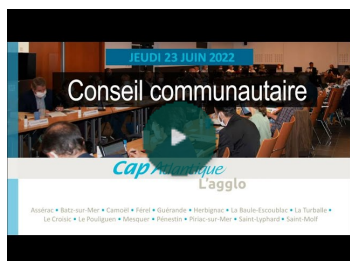 JEUDI 23 JUIN 2022
Conseil communautaire
Cap Atlantique
L'agglo
Assérac • Batz-sur-Mer • Camoël • Férel • Guérande • Herbignac • La Baule-Escoublac • La Turballe •
Le Croisic • Le Pouliguen • Mesquer • Pénestin • Piriac-sur-Mer • Saint-Lyphard • Saint-Molf